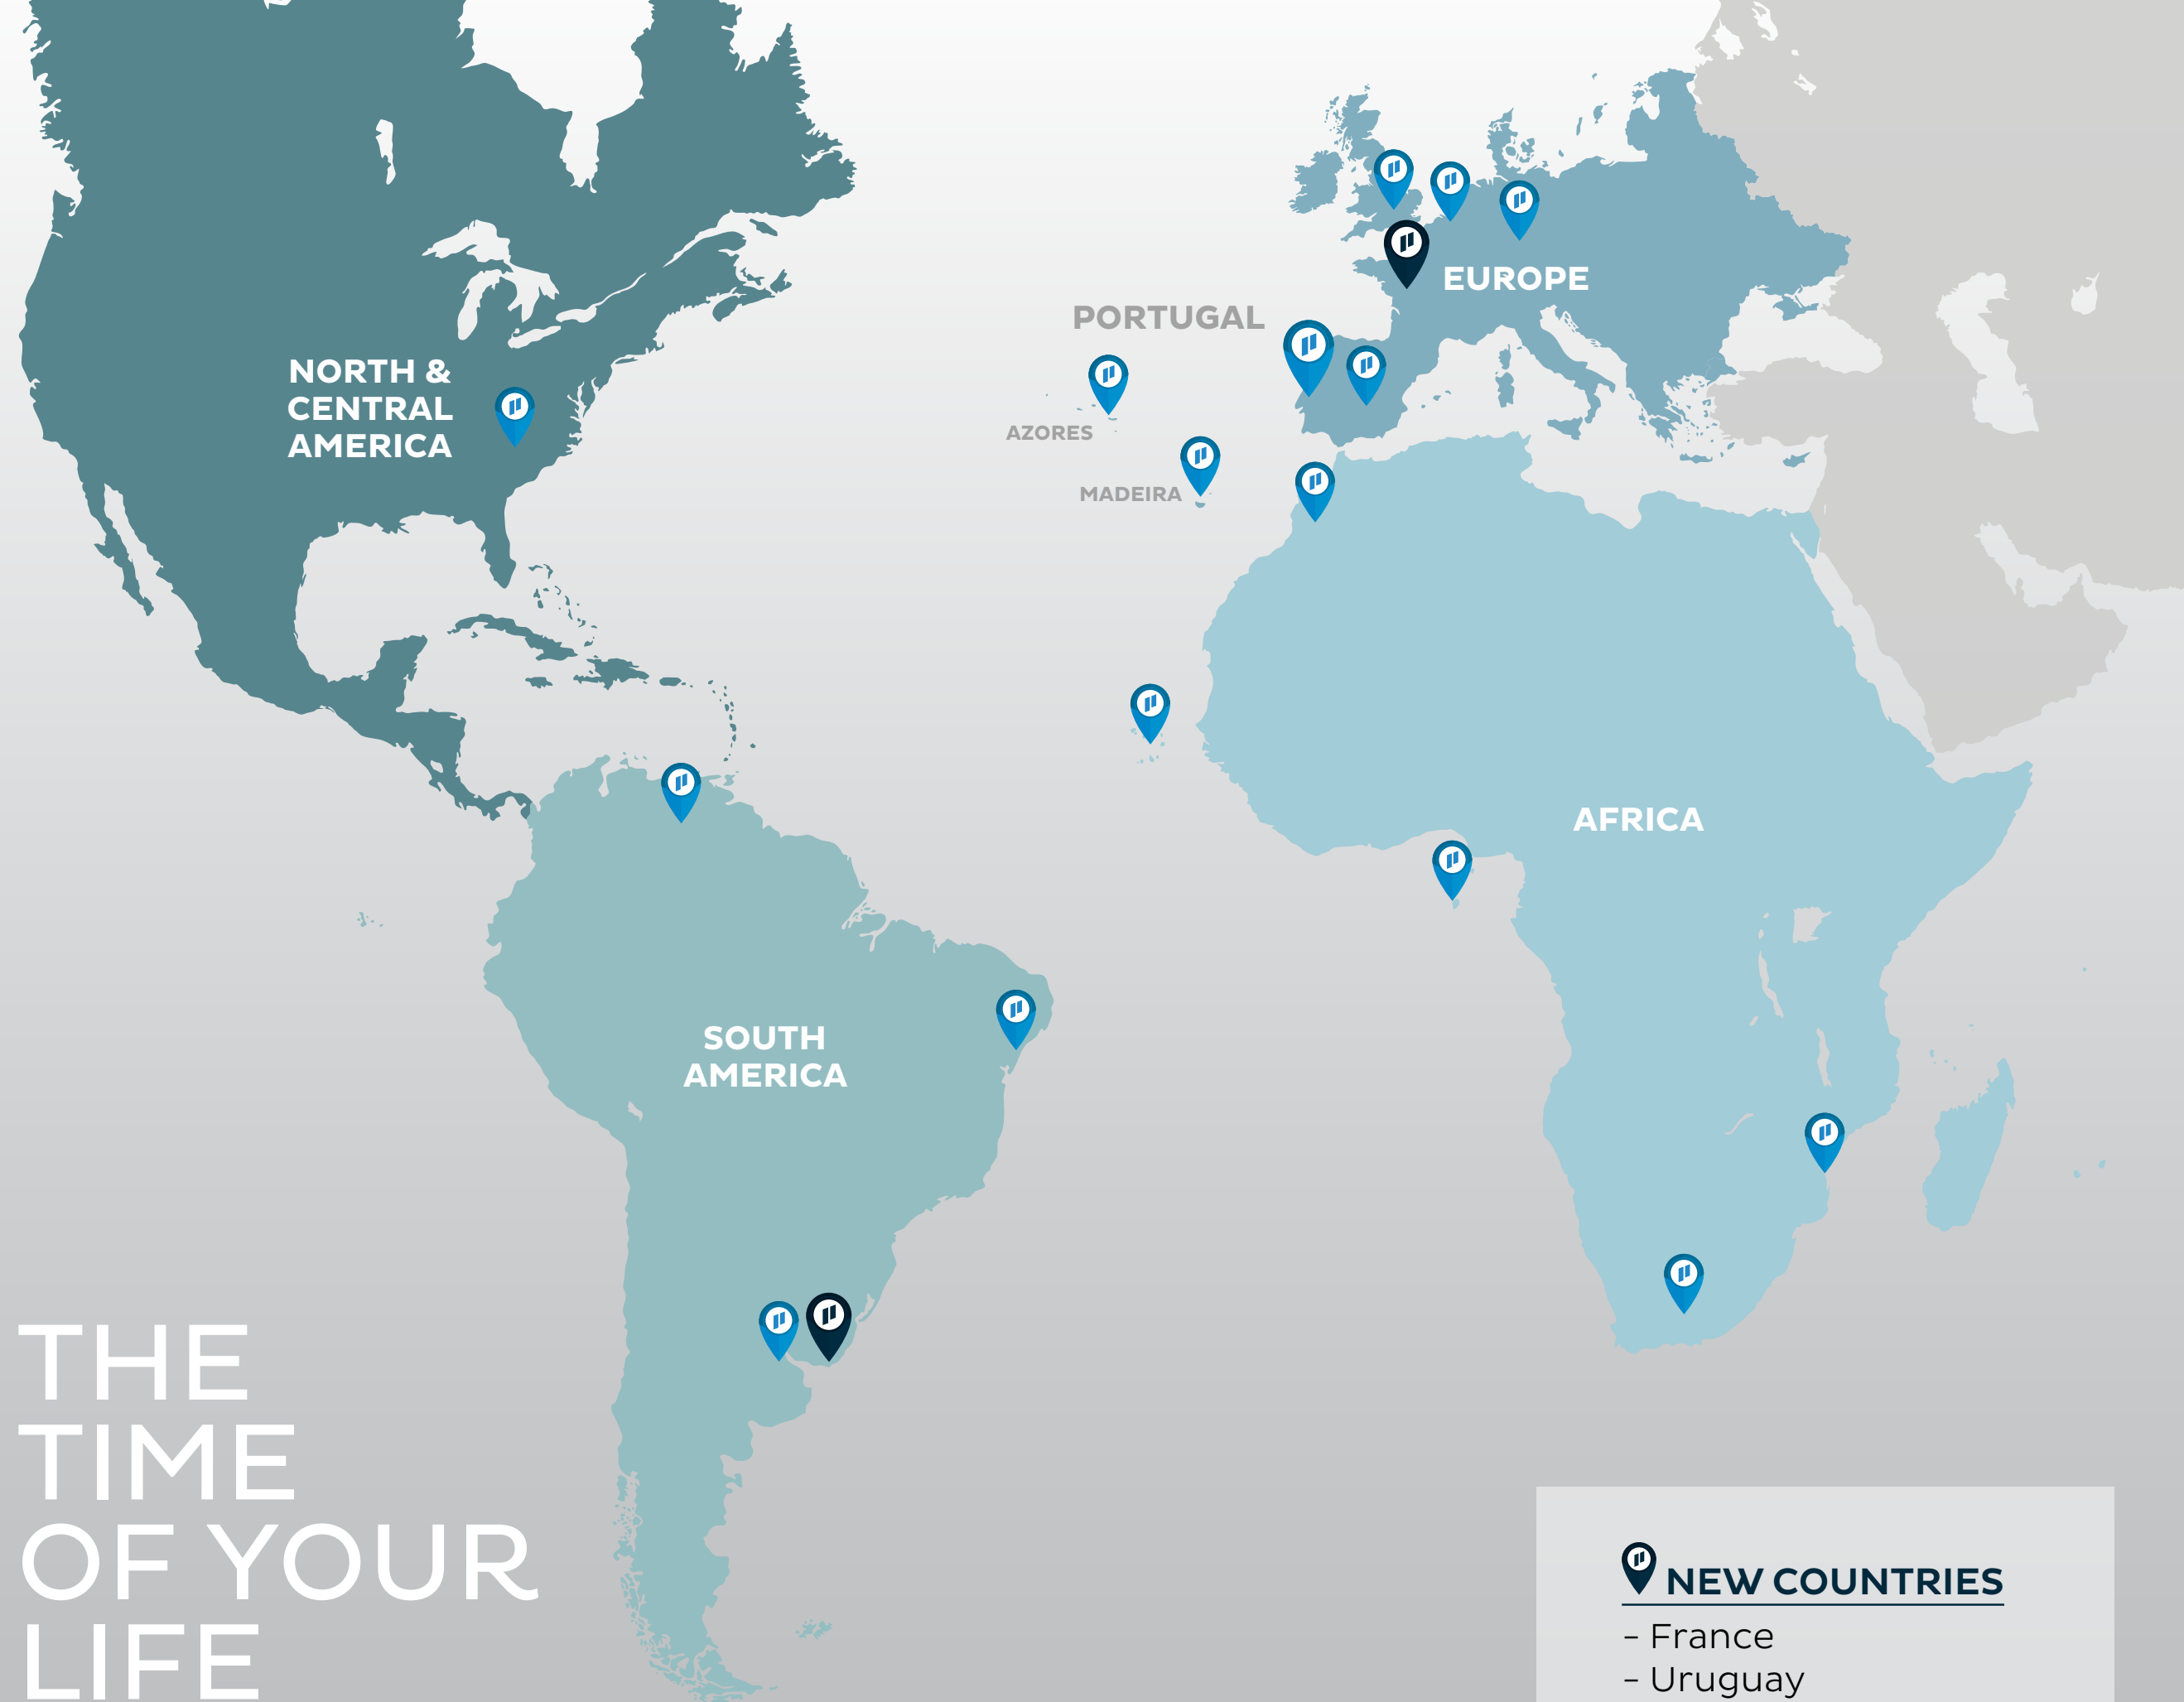 PORTUGAL
EUROPE
NORTH &
CENTRAL
AMERICA
AZORES
MADEIRA
AFRICA
SOUTH
AMERICA
THE
TIME
OF YOUR
LIFE
NEW COUNTRIES
- France
- Uruguay